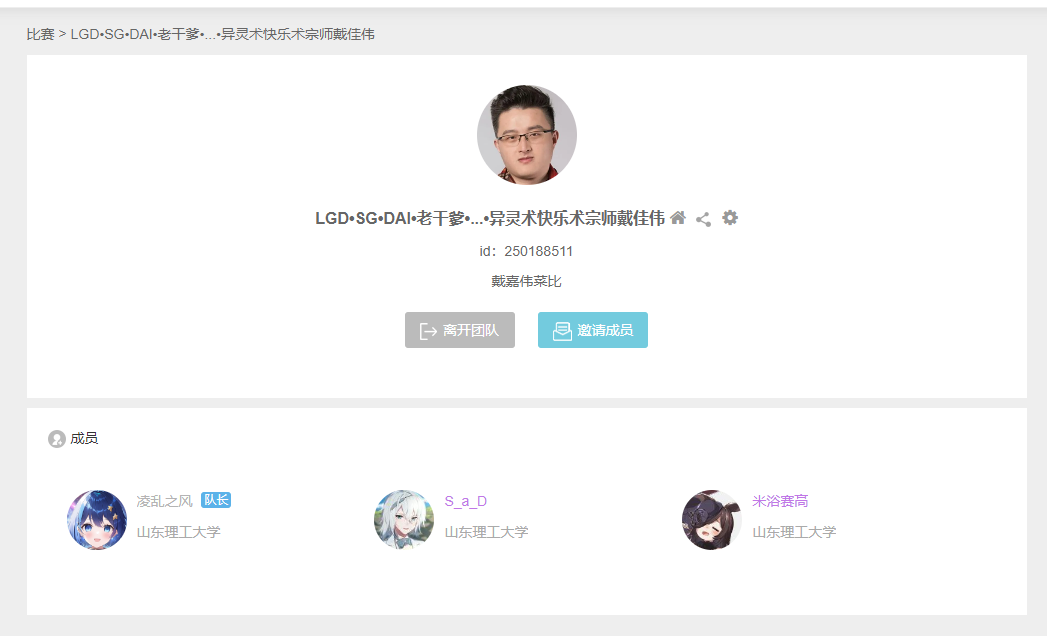 比赛 > LGD•SG•DAI•老干爹•...•异灵术快乐术宗师戴佳伟
LGD•SG•DAI•老干爹•...•异灵术快乐术宗师戴佳伟
id：250188511
戴嘉伟菜比
离开团队 邀请成员
成员
凌乱之风 队长
山东理工大学
S_a_D
山东理工大学
米浴赛高
山东理工大学